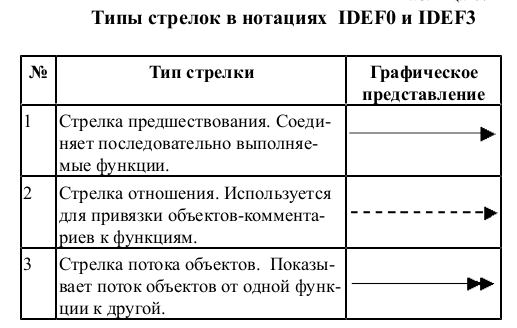 Типы стрелок в нотациях IDEF0 и IDEF3
№
Тип стрелки
Графическое
представление
1
Стрелка предшествования. Соеди-
няет последовательно выполняе-
мые функции.
2
Стрелка отношения. Используется
для привязки объектов-коммента-
риев к функциям.
3
Стрелка потока объектов. Показы-
вает поток объектов от одной функ-
ции к другой.